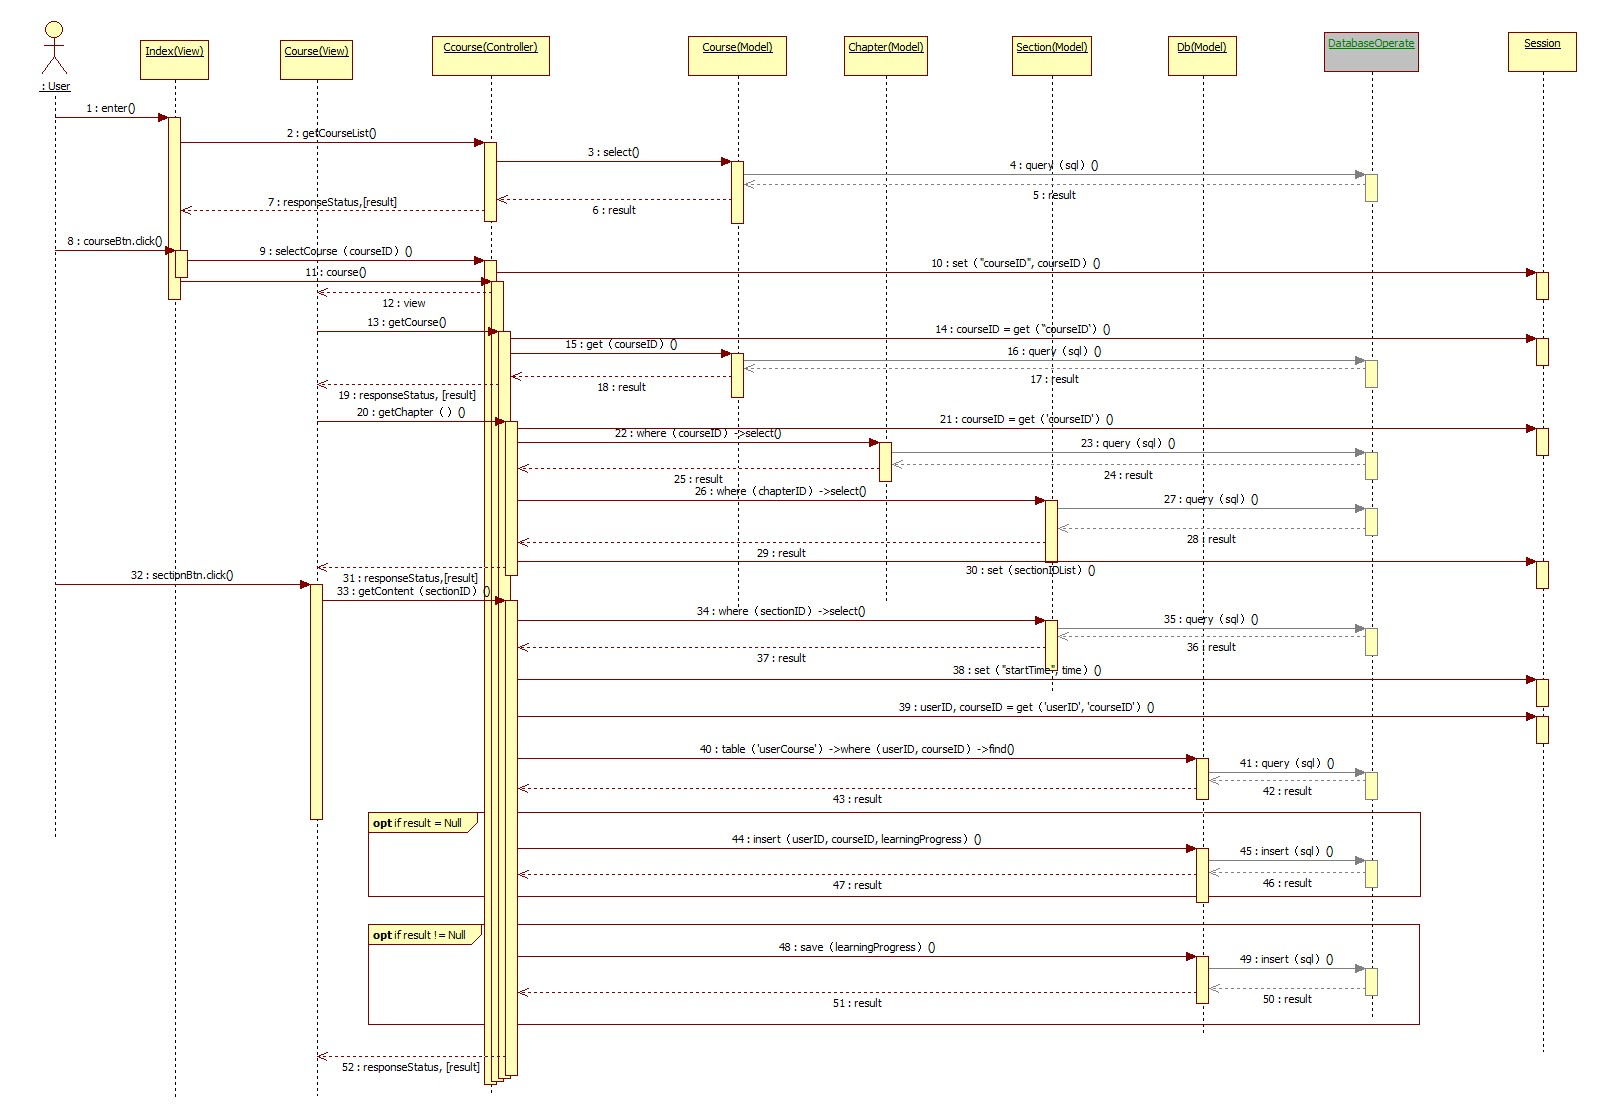 Index(View)
Course(View)
Ccourse(Controller)
Course(Model)
Chapter(Model)
Section(Model)
Db(Model)
DatabaseOperate
Session
: User
1 : enter()
2 : getCourseList()
3 : select()
4 : query（sql）()
5 : result
6 : result
7 : responseStatus,[result]
8 : courseBtn.click()
9 : selectCourse（courseID）()
10 : set（"courseID", courseID）()
11 : course()
12 : view
13 : getCourse()
14 : courseID = get（"courseID'）()
15 : get（courseID）()
16 : query（sql）()
17 : result
18 : result
19 : responseStatus, [result]
20 : getChapter（）()
21 : courseID = get（'courseID'）()
22 : where（courseID）->select()
23 : query（sql）()
24 : result
25 : result
26 : where（chapterID）->select()
27 : query（sql）()
28 : result
29 : result
30 : set（sectionIDList）()
31 : responseStatus,[result]
32 : sectionBtn.click()
33 : getContent（sectionID）()
34 : where（sectionID）->select()
35 : query（sql）()
36 : result
37 : result
38 : set（"startTime", time）()
39 : userID, courseID = get（'userID', 'courseID'）()
40 : table（'userCourse'）->where（userID, courseID）->find()
41 : query（sql）()
42 : result
43 : result
opt if result = Null
44 : insert（userID, courseID, learningProgress）()
45 : insert（sql）()
46 : result
47 : result
opt if result != Null
48 : save（learningProgress）()
49 : insert（sql）()
50 : result
51 : result
52 : responseStatus, [result]